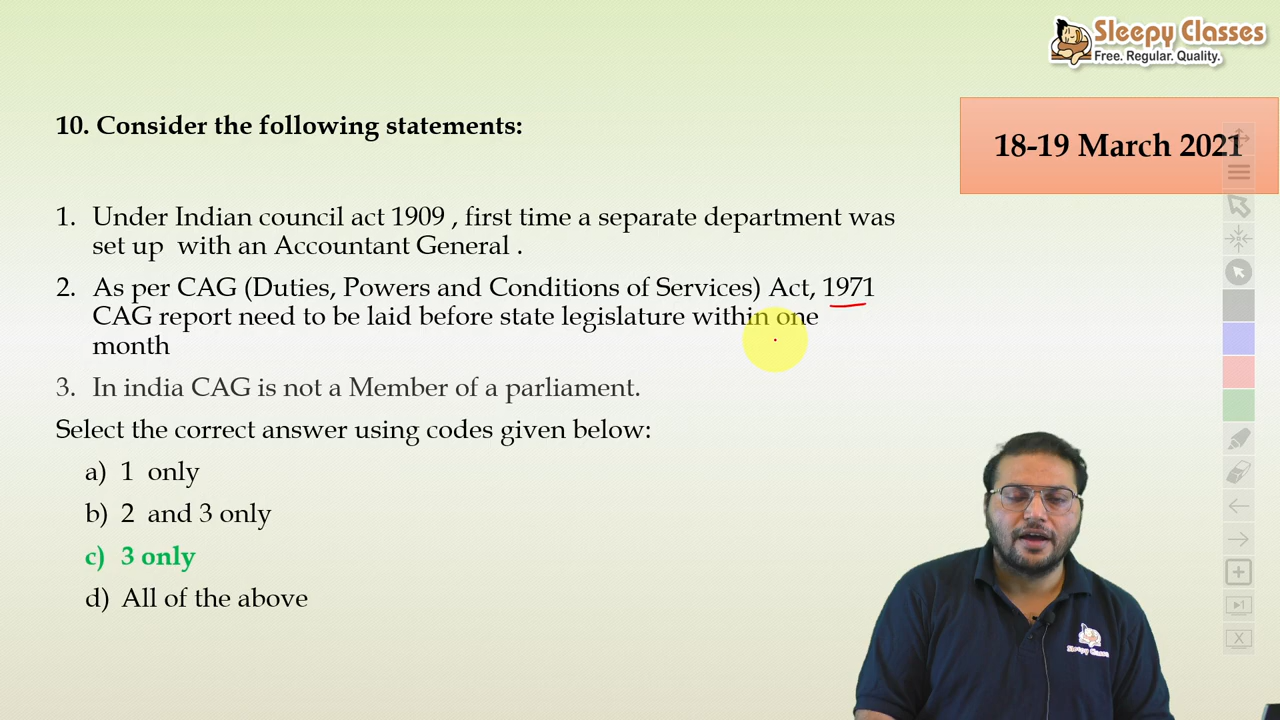 Sleepy Classes
Free. Regular. Quality.
10. Consider the following statements:
18-19 March 2021
1. Under Indian council act 1909 , first time a separate department was
set up with an Accountant General .
2. As per CAG (Duties, Powers and Conditions of Services) Act, 1971
CAG report need to be laid before state legislature within one
month
3. In india CAG is not a Member of a parliament.
Select the correct answer using codes given below:
a) 1 only
b) 2 and 3 only
c) 3 only
d) All of the above
Sleepy Classes